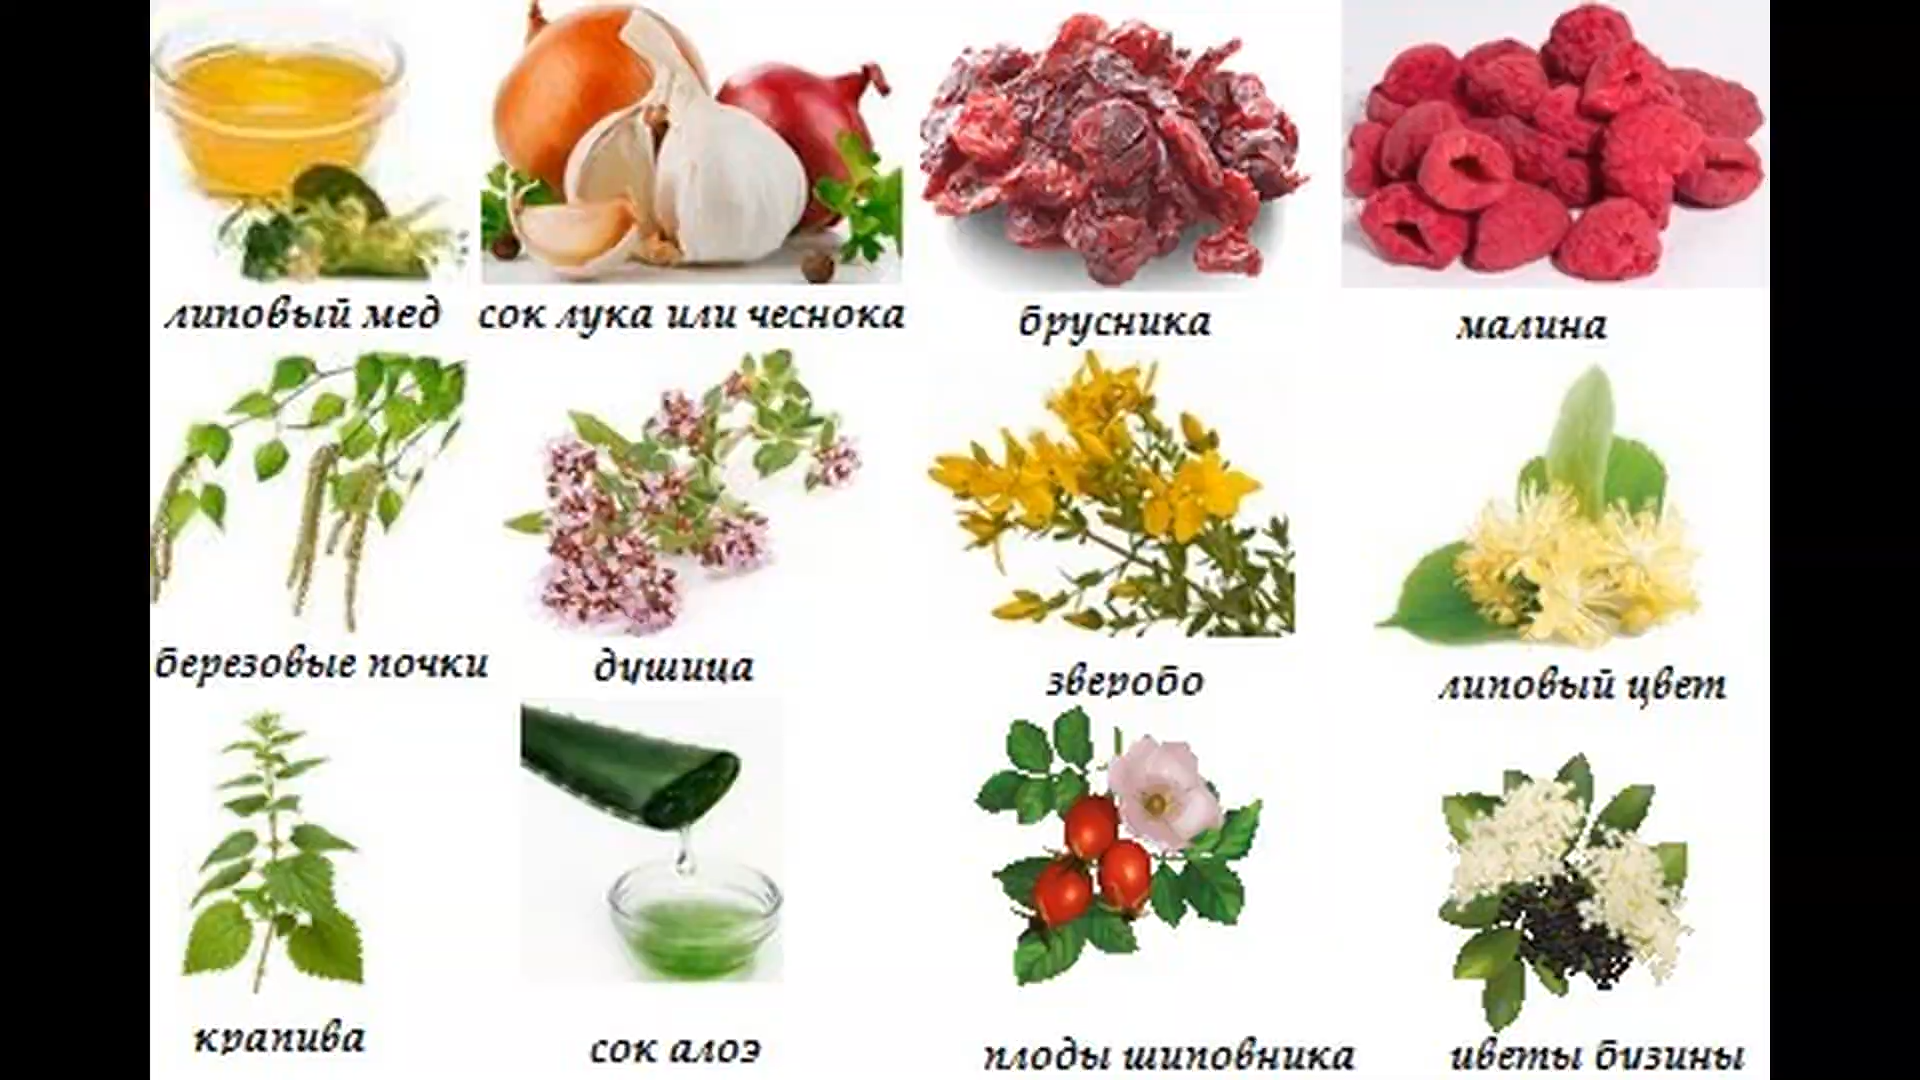 липовый мед
сок лука или чеснока
брусника
малина
березовые почки
душица
зверобо
липовый цвет
крапива
сок алоэ
плоды шиповника
цветы бузины